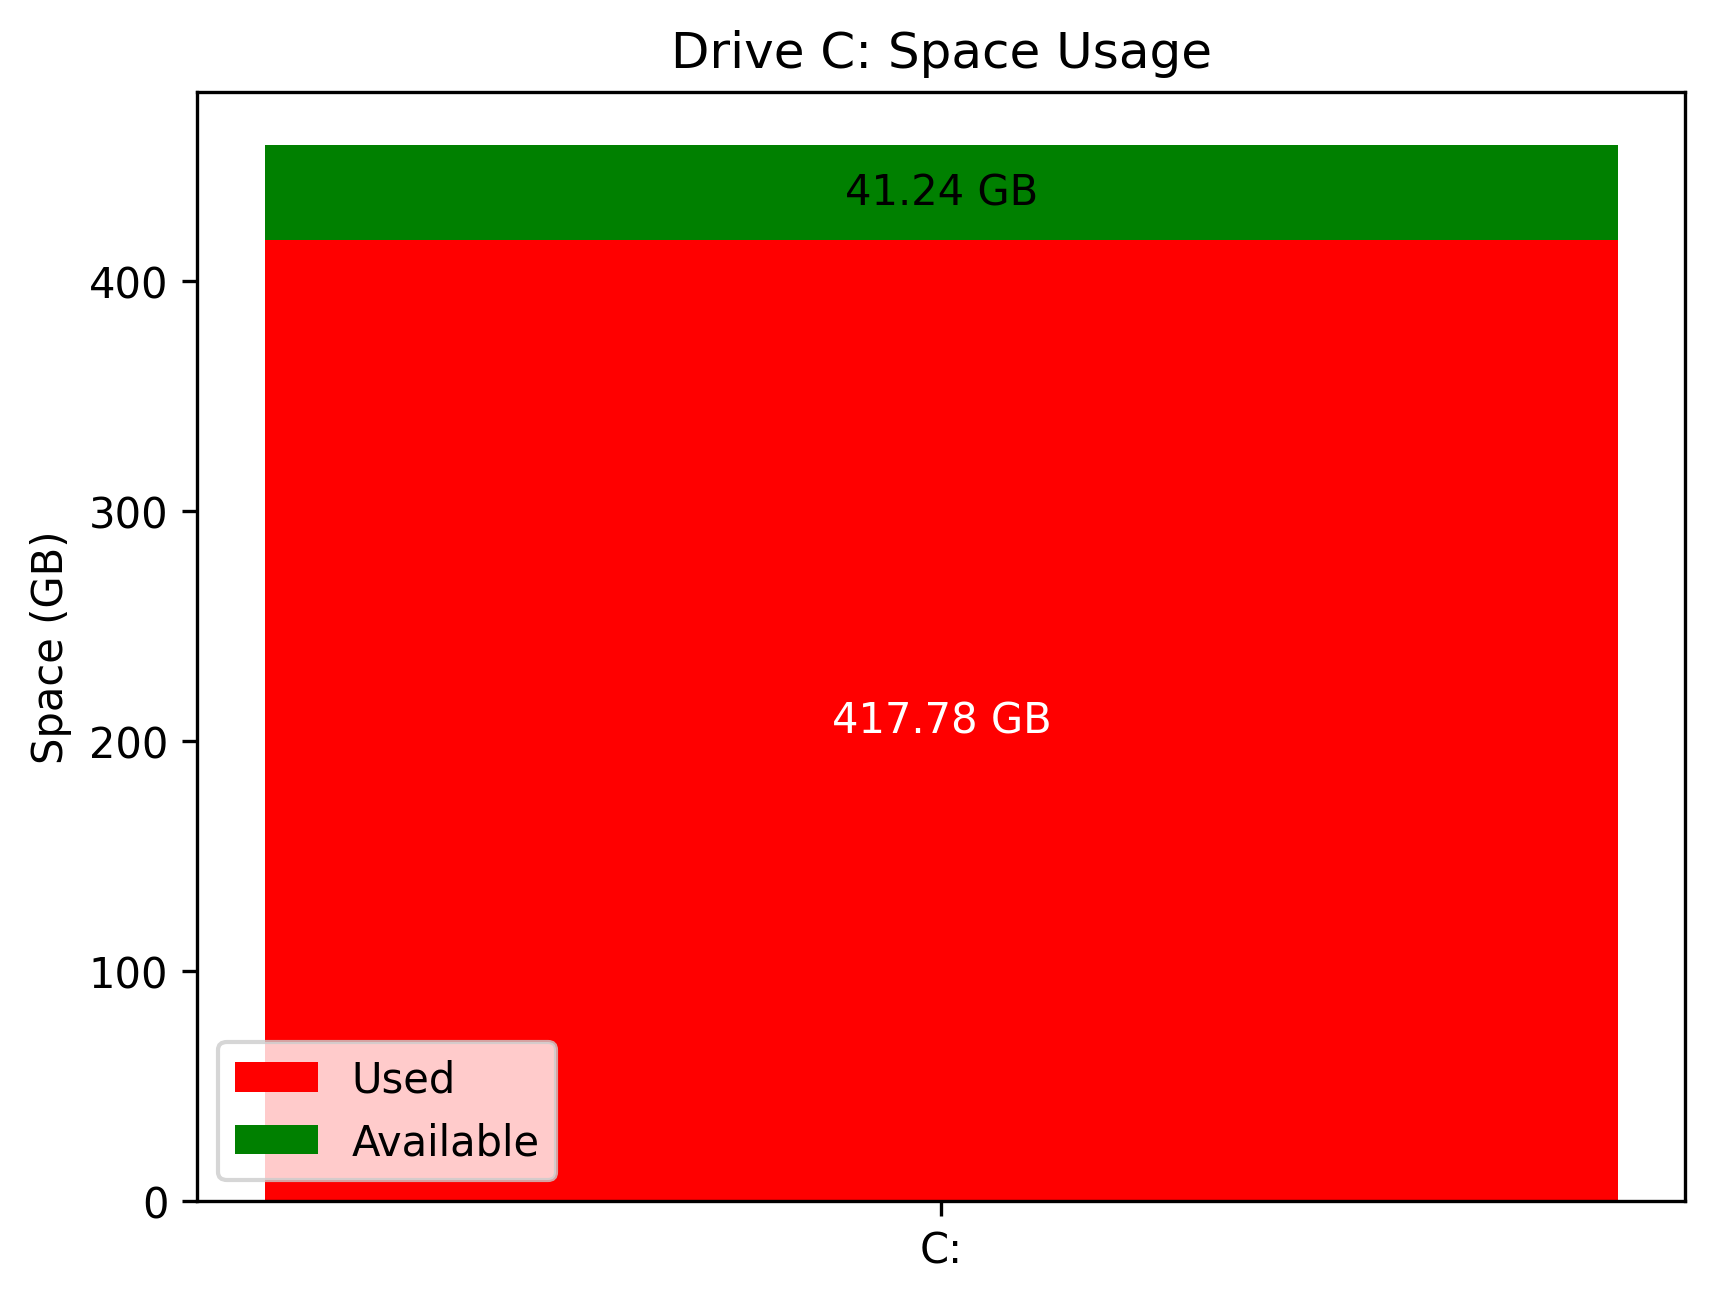 Drive C: Space Usage
Space (GB)
400
300
200
100
0
41.24 GB
417.78 GB
Used
Available
C: